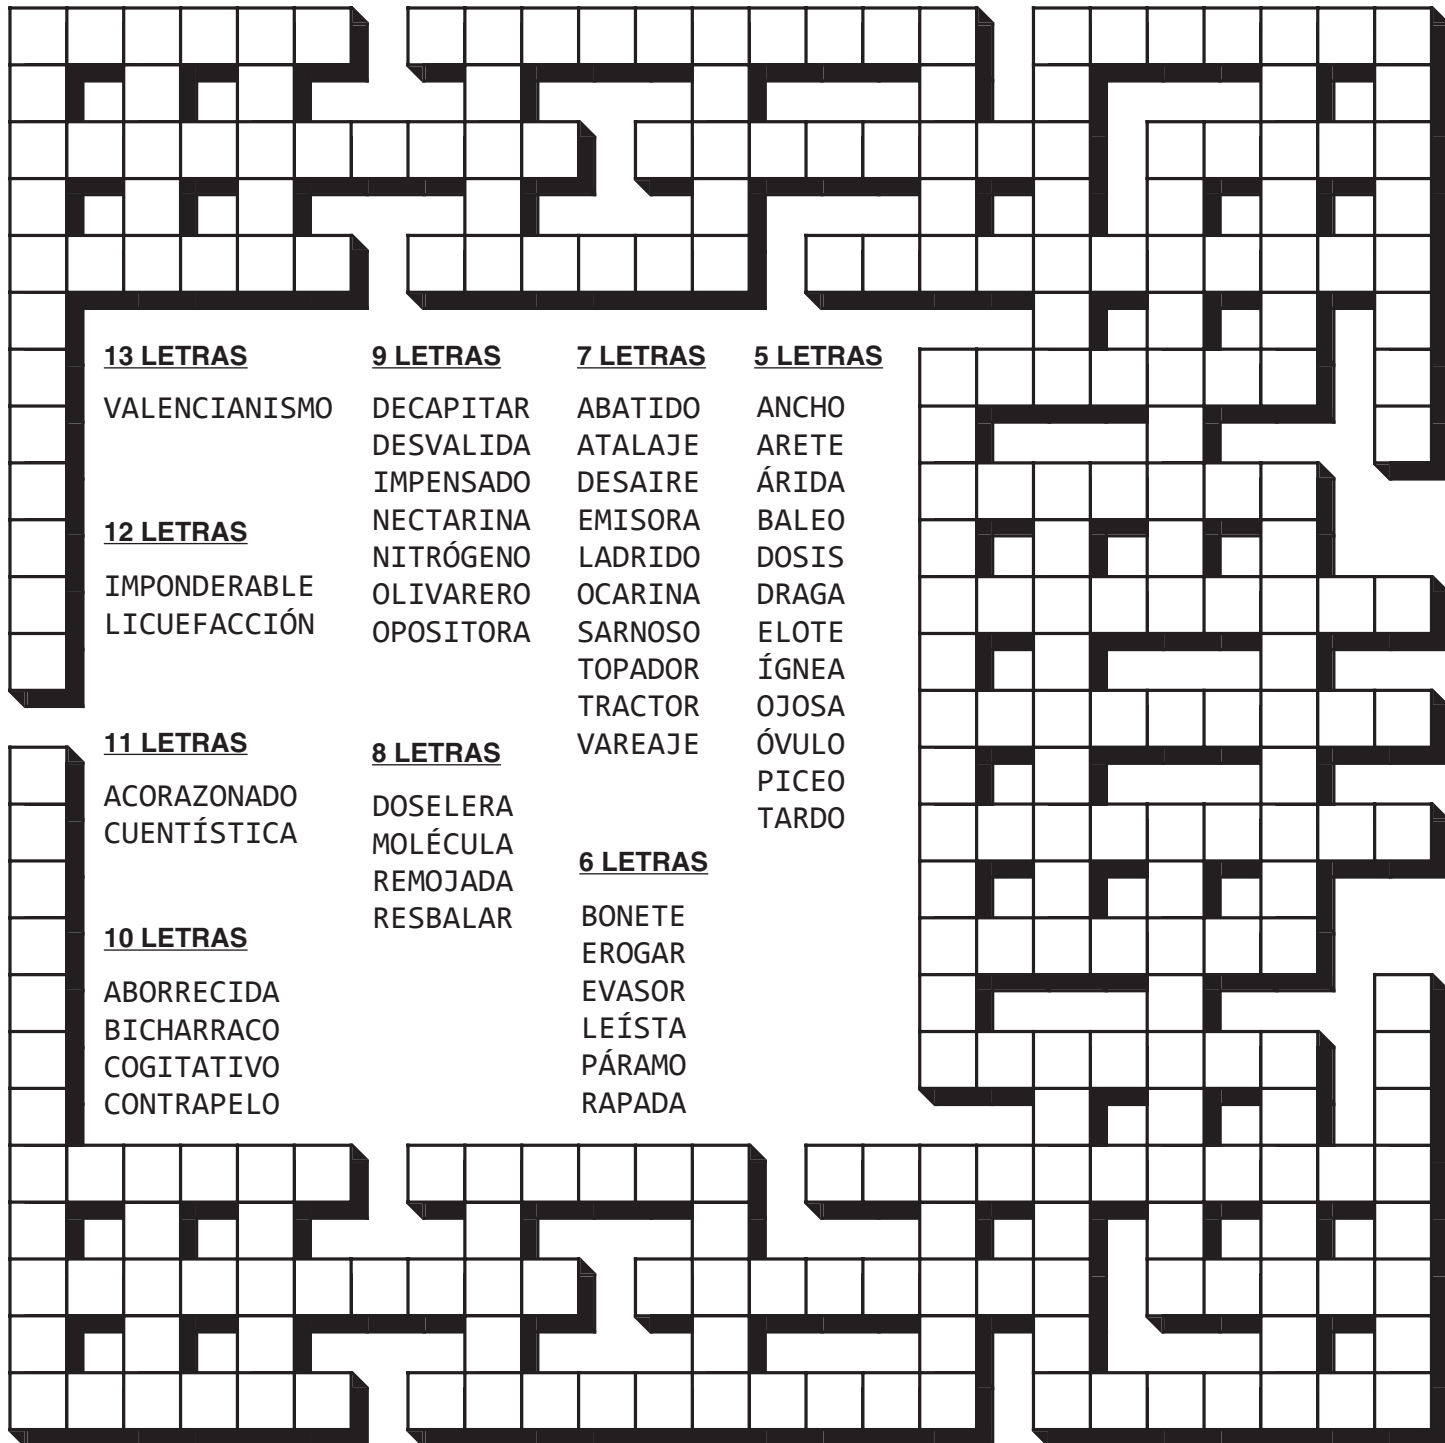 13 LETRAS
VALENCIANISMO
12 LETRAS
IMPONDERABLE
LICUEFACCIÓN
11 LETRAS
ACORAZONADO
CUENTÍSTICA
10 LETRAS
ABORRECIDA
BICHARRACO
COGITATIVO
CONTRAPELO
9 LETRAS
DECAPITAR
DESVALIDA
IMPENSADO
NECTARINA
NITRÓGENO
OLIVARERO
OPOSITORA
8 LETRAS
DOSELERA
MOLÉCULA
REMOJADA
RESBALAR
7 LETRAS
ABATIDO
ATALAJE
DESAIRE
EMISORA
LADRIDO
OCARINA
SARNOSO
TOPADOR
TRACTOR
VAREAJE
6 LETRAS
BONETE
EROGAR
EVASOR
LEÍSTA
PÁRAMO
RAPADA
5 LETRAS
ANCHO
ARETE
ÁRIDA
BALEO
DOSIS
DRAGA
ELOTE
ÍGNEA
OJOSA
ÓVULO
PICEO
TARDO